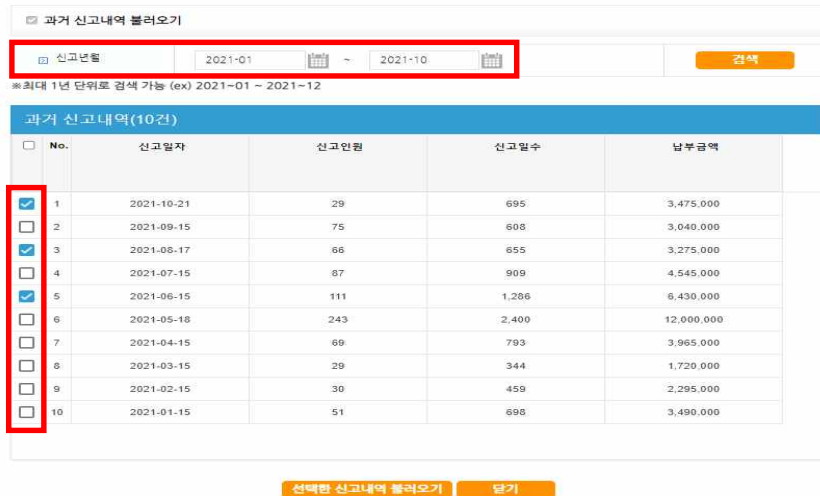 과거 신고내역 불러오기
신고년월 2021-01 ~ 2021-10 검색
※최대 1년 단위로 검색 가능 (ex) 2021~01 ~ 2021~12
과거 신고내역(10건)
No. 신고일자 신고인원 신고일수 납부금액
1 2021-10-21 29 695 3,475,000
2 2021-09-15 75 608 3,040,000
3 2021-08-17 66 655 3,275,000
4 2021-07-15 87 909 4,545,000
5 2021-06-15 111 1,286 6,430,000
6 2021-05-18 243 2,400 12,000,000
7 2021-04-15 69 793 3,965,000
8 2021-03-15 29 344 1,720,000
9 2021-02-15 30 459 2,295,000
10 2021-01-15 51 698 3,490,000
선택한 신고내역 불러오기 닫기